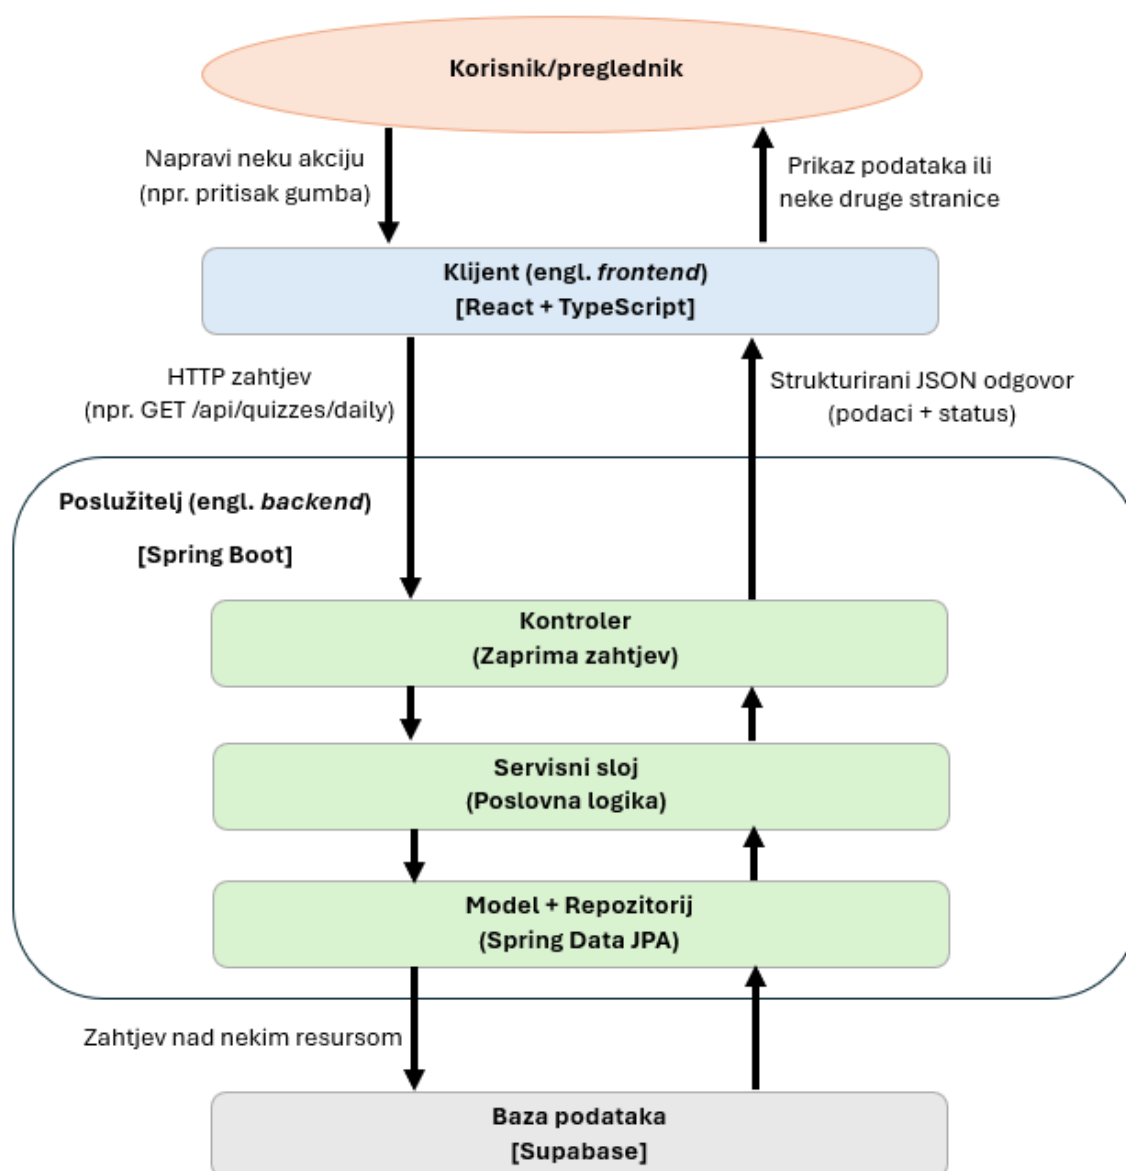 Korisnik/preglednik
Napravi neku akciju
(npr. pritisak gumba)
Prikaz podataka ili
neke druge stranice
Klijent (engl. frontend)
[React + TypeScript]
HTTP zahtjev
(npr. GET /api/quizzes/daily)
Strukturirani JSON odgovor
(podaci + status)
Poslužitelj (engl. backend)
[Spring Boot]
Kontroler
(Zaprima zahtjev)
Servisni sloj
(Poslovna logika)
Model + Repozitorij
(Spring Data JPA)
Zahtjev nad nekim resursom
Baza podataka
[Supabase]